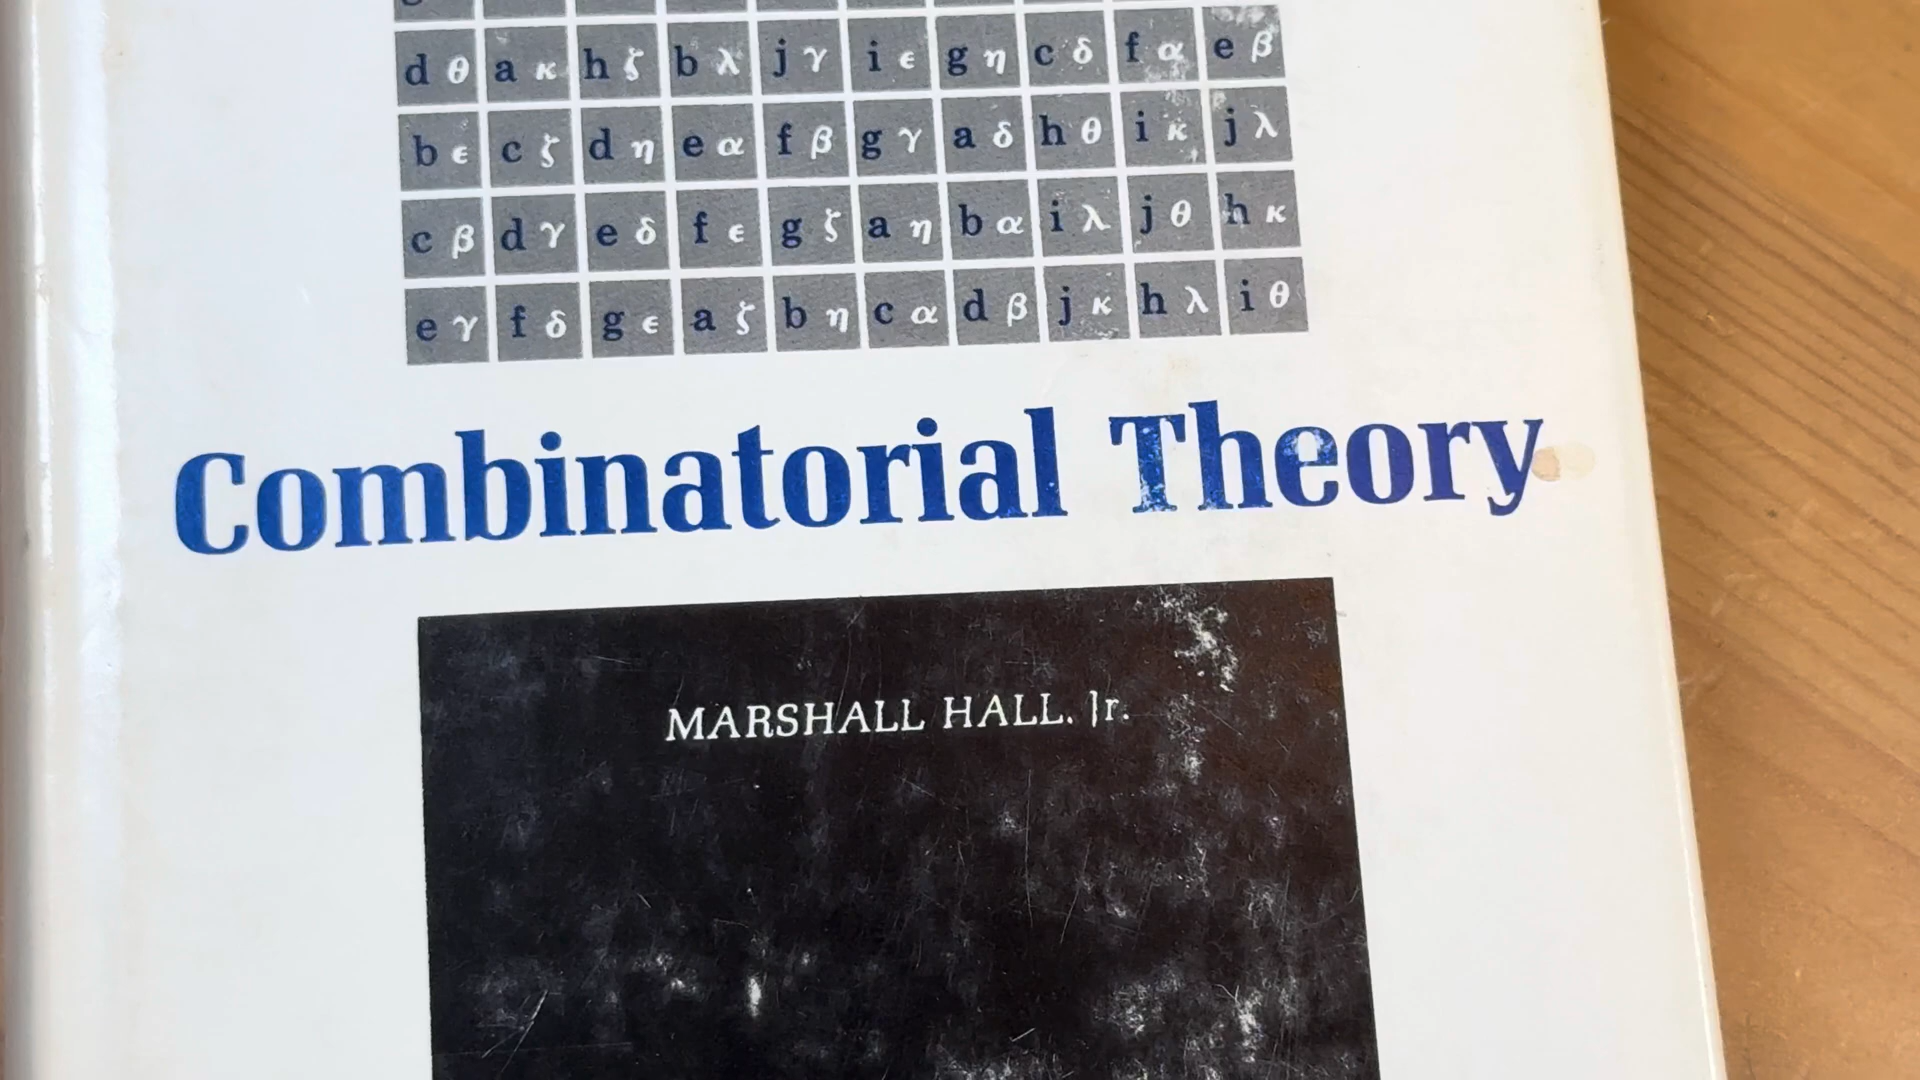 d θ a κ h ζ b λ j γ i ϵ g η c δ f α e β
b ϵ c ζ d η e α f β g γ a δ h θ i κ j λ
c β d γ e δ f ϵ g ζ a η b α i λ j θ h κ
e γ f δ g ϵ a ζ b η c α d β j κ h λ i θ
Combinatorial Theory
MARSHALL HALL, Jr.